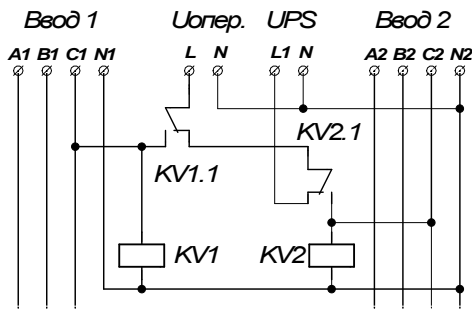 Ввод 1 Uопер. UPS Ввод 2
A1 B1 C1 N1 L N L1 N A2 B2 C2 N2
KV2.1
KV1.1
KV1 KV2